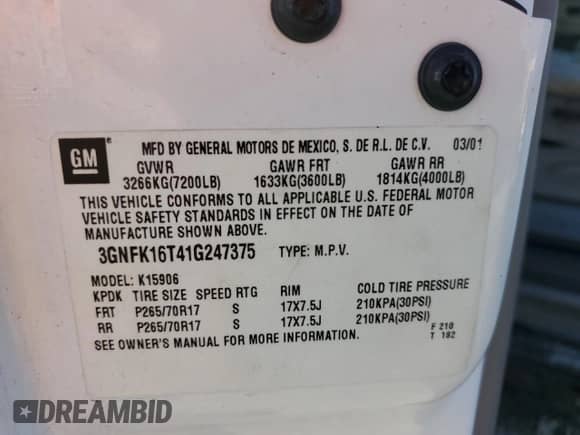 GM
MFD BY GENERAL MOTORS DE MEXICO, S. DE R.L. DE C.V. 03/01
GVWR GAWR FRT GAWR RR
3266KG(7200LB) 1633KG(3600LB) 1814KG(4000LB)
THIS VEHICLE CONFORMS TO ALL APPLICABLE U.S. FEDERAL MOTOR
VEHICLE SAFETY STANDARDS IN EFFECT ON THE DATE OF
MANUFACTURE SHOWN ABOVE.
3GNFK16T41G247375 TYPE: M.P.V.
MODEL: K15906
KPDK TIRE SIZE SPEED RTG RIM COLD TIRE PRESSURE
FRT P265/70R17 S 17X7.5J 210KPA(30PSI)
RR P265/70R17 S 17X7.5J 210KPA(30PSI)
SEE OWNER'S MANUAL FOR MORE INFORMATION.
F 210
T 182
DREAMBID